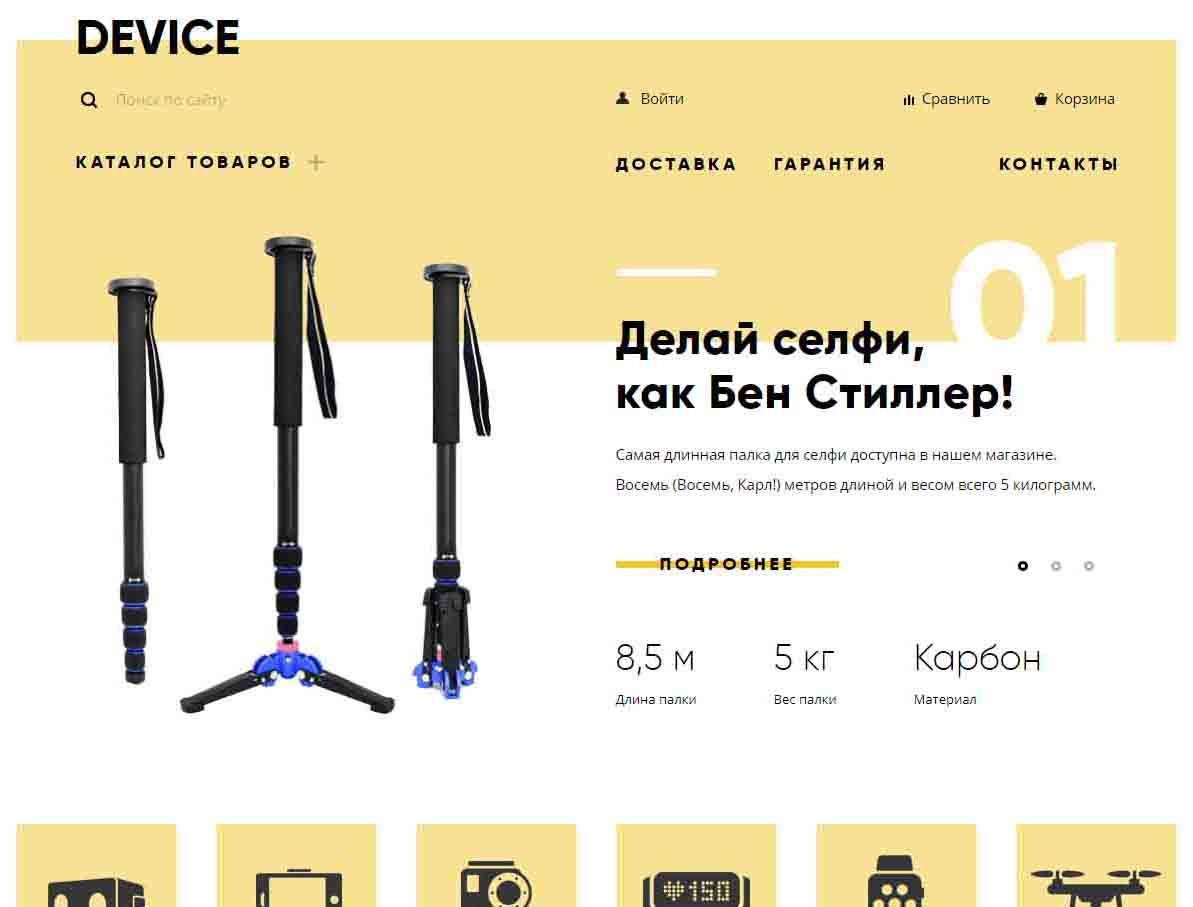 DEVICE
Поиск по сайту
Войти
Сравнить
Корзина
КАТАЛОГ ТОВАРОВ
ДОСТАВКА
ГАРАНТИЯ
КОНТАКТЫ
01
Делай селфи,
как Бен Стиллер!
Самая длинная палка для селфи доступна в нашем магазине.
Восемь (Восемь, Карл!) метров длиной и весом всего 5 килограмм.
ПОДРОБНЕЕ
8,5 м
5 кг
Карбон
Длина палки
Вес палки
Материал
150